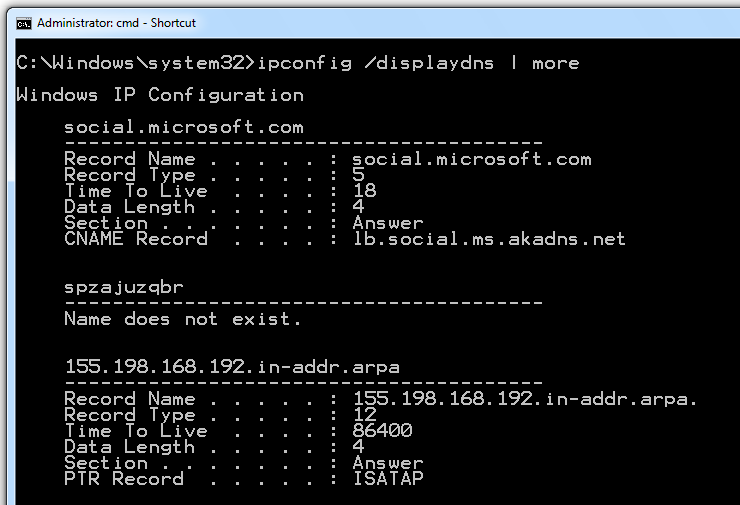 Administrator: cmd - Shortcut
C:\Windows\system32>ipconfig /displaydns | more
Windows IP Configuration
social.microsoft.com
----------------------------------------
Record Name . . . . . : social.microsoft.com
Record Type . . . . . : 5
Time To Live  . . . . : 18
Data Length . . . . . : 4
Section . . . . . . . : Answer
CNAME Record  . . . . : lb.social.ms.akadns.net
spzajuzqbr
----------------------------------------
Name does not exist.
155.198.168.192.in-addr.arpa
----------------------------------------
Record Name . . . . . : 155.198.168.192.in-addr.arpa.
Record Type . . . . . : 12
Time To Live  . . . . : 86400
Data Length . . . . . : 4
Section . . . . . . . : Answer
PTR Record  . . . . . : ISATAP